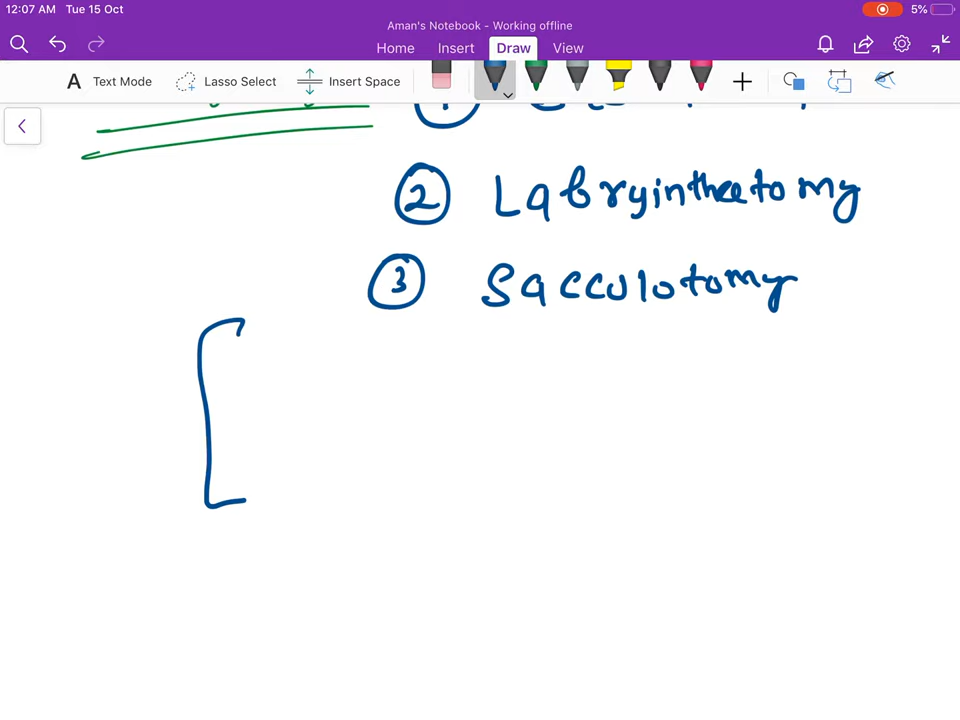 12:07 AM Tue 15 Oct
5%
Aman's Notebook - Working offline
Home Insert Draw View
A Text Mode Lasso Select Insert Space
1
2 Labryintheetomy
3 Sacculotomy